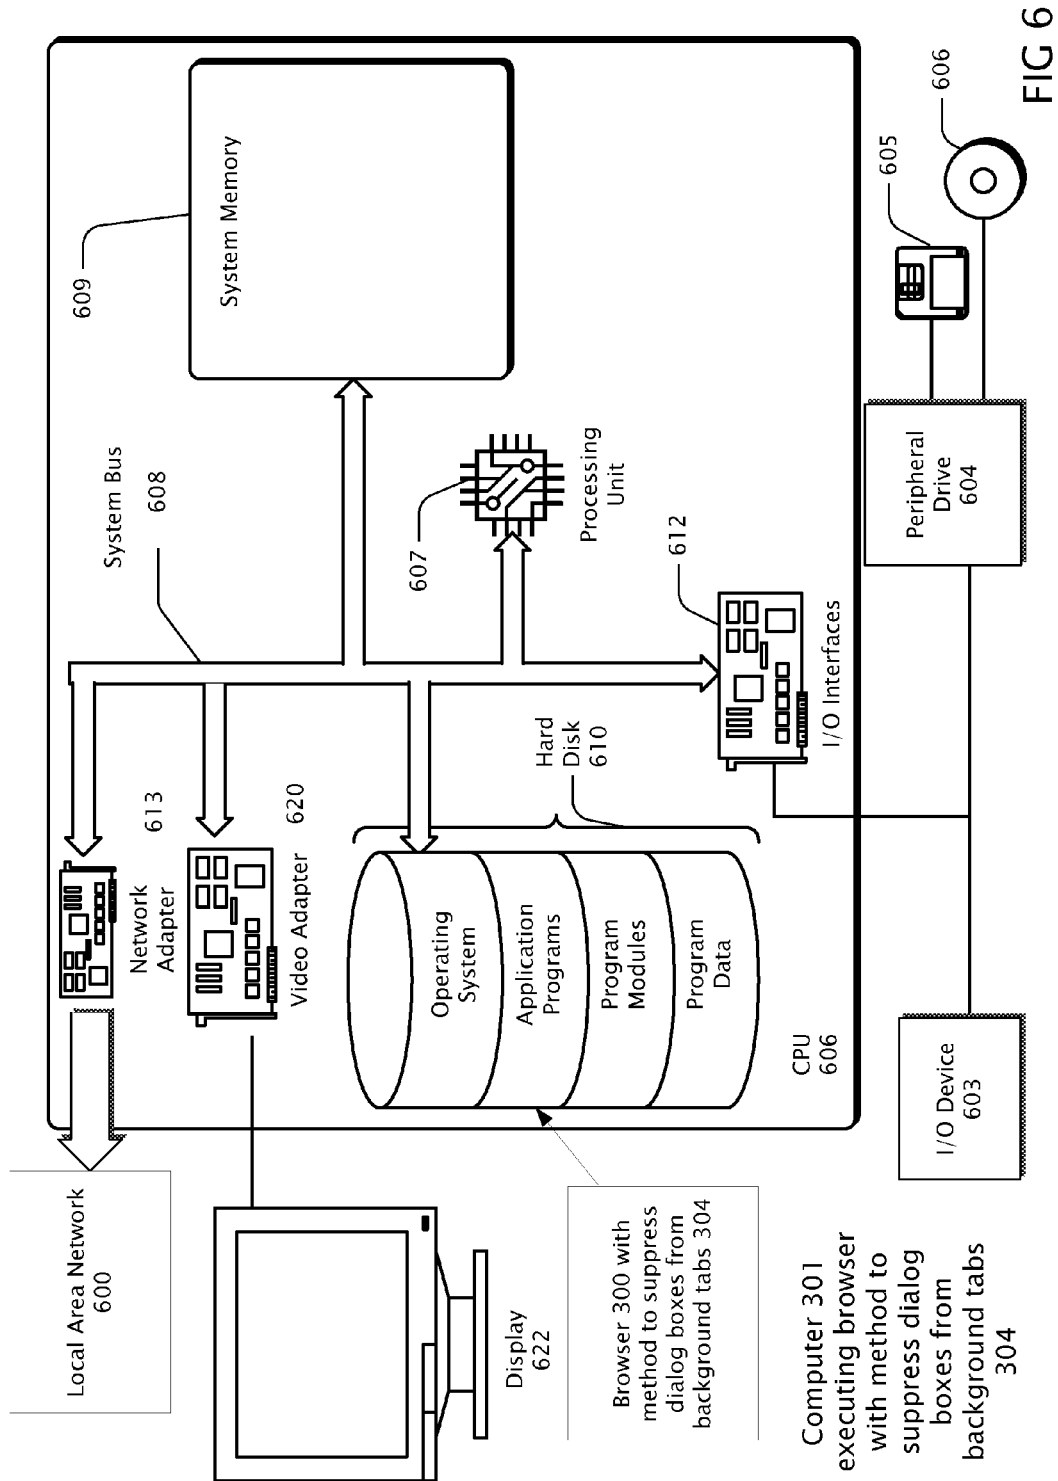 Local Area Network
600
Network
Adapter
613
System Bus
608
609
System Memory
Video Adapter
620
Display
622
Operating
System
Application
Programs
Program
Modules
Program
Data
Hard
Disk
610
607
Processing
Unit
612
I/O Interfaces
CPU
606
Browser 300 with
method to suppress
dialog boxes from
background tabs 304
Computer 301
executing browser
with method to
suppress dialog
boxes from
background tabs
304
I/O Device
603
Peripheral
Drive
604
605
606
FIG 6